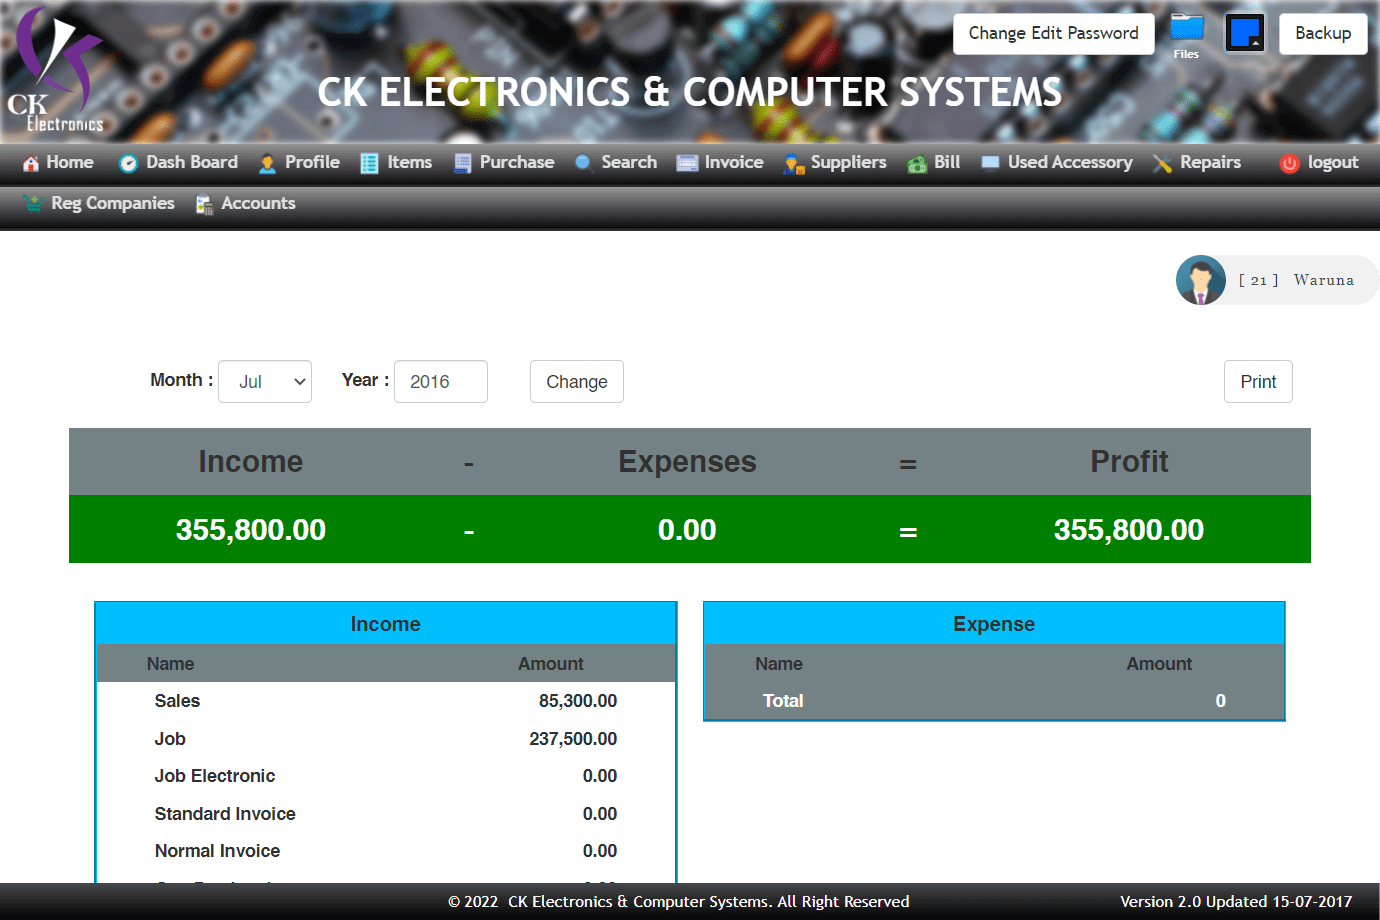 CK
Electronics
Change Edit Password
Files
Backup
CK ELECTRONICS & COMPUTER SYSTEMS
Home Dash Board Profile Items Purchase Search Invoice Suppliers Bill Used Accessory Repairs logout
Reg Companies Accounts
[ 21 ] Waruna
Month : Jul Year : 2016 Change Print
Income - Expenses = Profit
355,800.00 - 0.00 = 355,800.00
Income
Name Amount
Sales 85,300.00
Job 237,500.00
Job Electronic 0.00
Standard Invoice 0.00
Normal Invoice 0.00
Expense
Name Amount
Total 0
© 2022 CK Electronics & Computer Systems. All Right Reserved
Version 2.0 Updated 15-07-2017